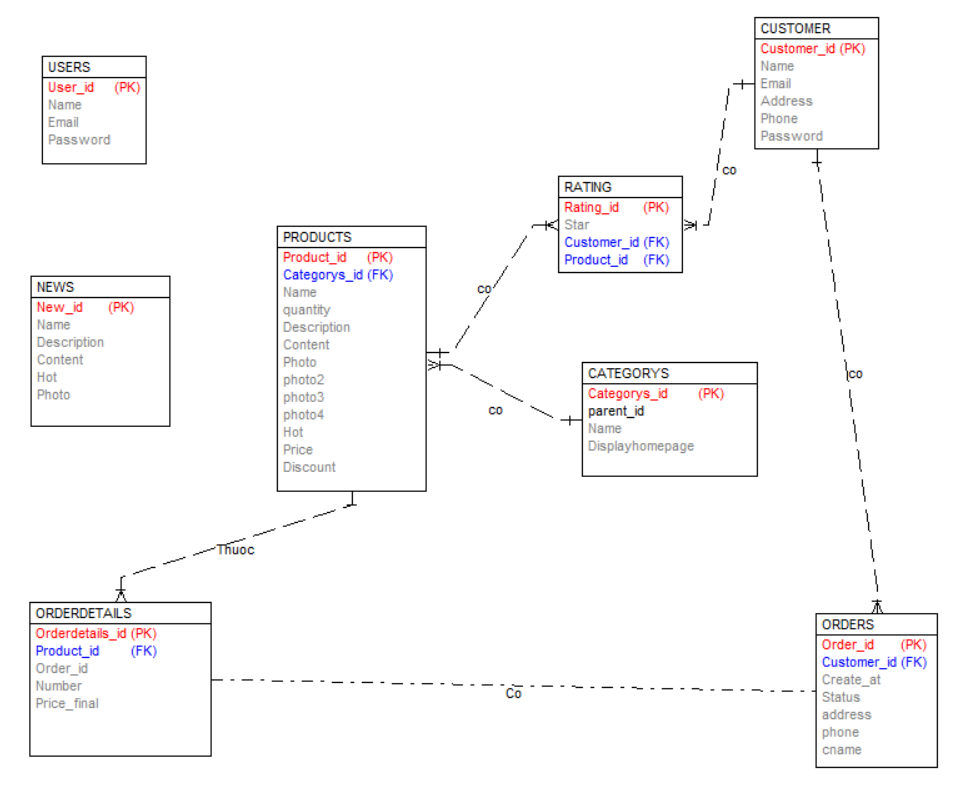 CUSTOMER
Customer_id (PK)
Name
Email
Address
Phone
Password
USERS
User_id (PK)
Name
Email
Password
co
RATING
Rating_id (PK)
Star
Customer_id (FK)
Product_id (FK)
PRODUCTS
Product_id (PK)
Categorys_id (FK)
Name
quantity
Description
Content
Photo
photo2
photo3
photo4
Hot
Price
Discount
NEWS
New_id (PK)
Name
Description
Content
Hot
Photo
co
CATEGORYS
Categorys_id (PK)
parent_id
Name
Displayhomepage
co
co
Thuoc
ORDERDETAILS
Orderdetails_id (PK)
Product_id (FK)
Order_id
Number
Price_final
Co
ORDERS
Order_id (PK)
Customer_id (FK)
Create_at
Status
address
phone
cname